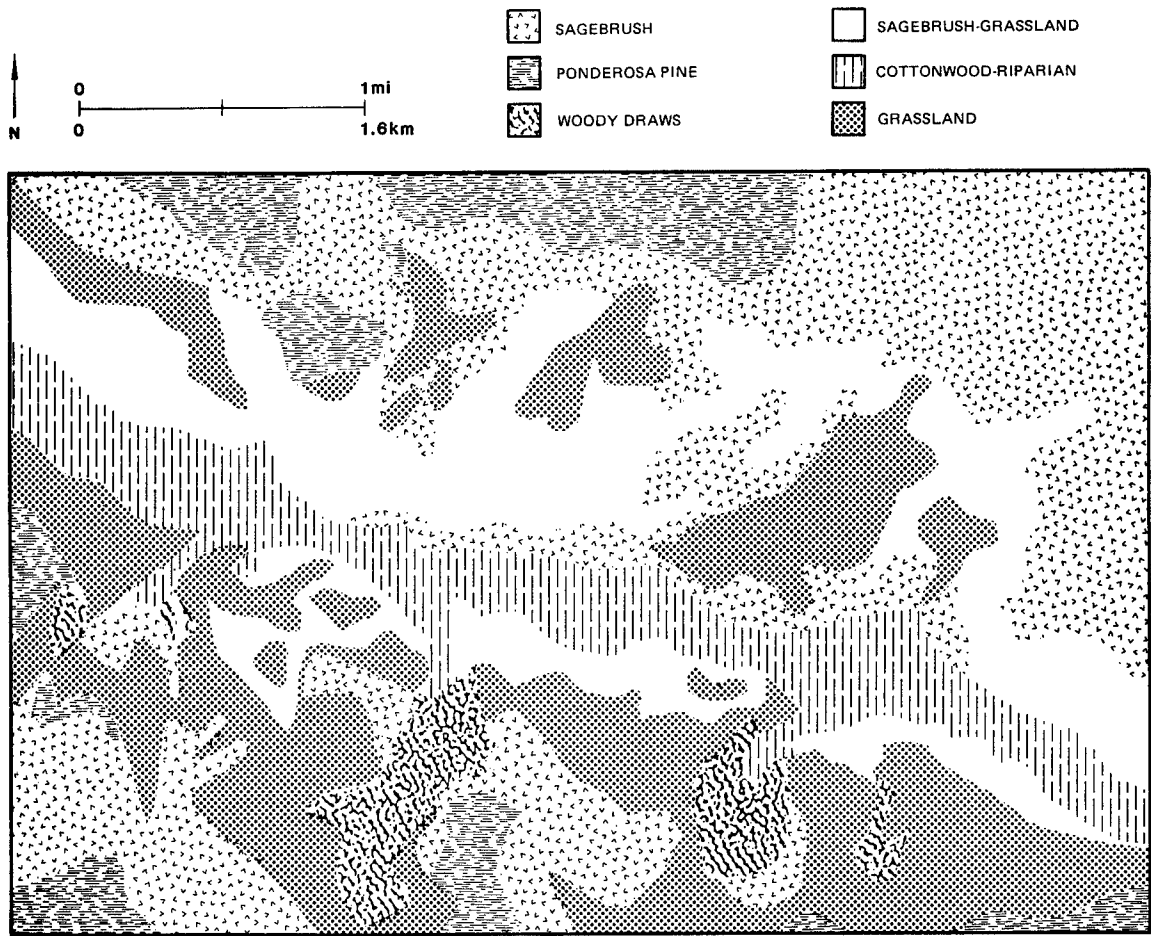 SAGEBRUSH
SAGEBRUSH-GRASSLAND
PONDEROSA PINE
COTTONWOOD-RIPARIAN
WOODY DRAWS
GRASSLAND
N
0 1mi
0 1.6km